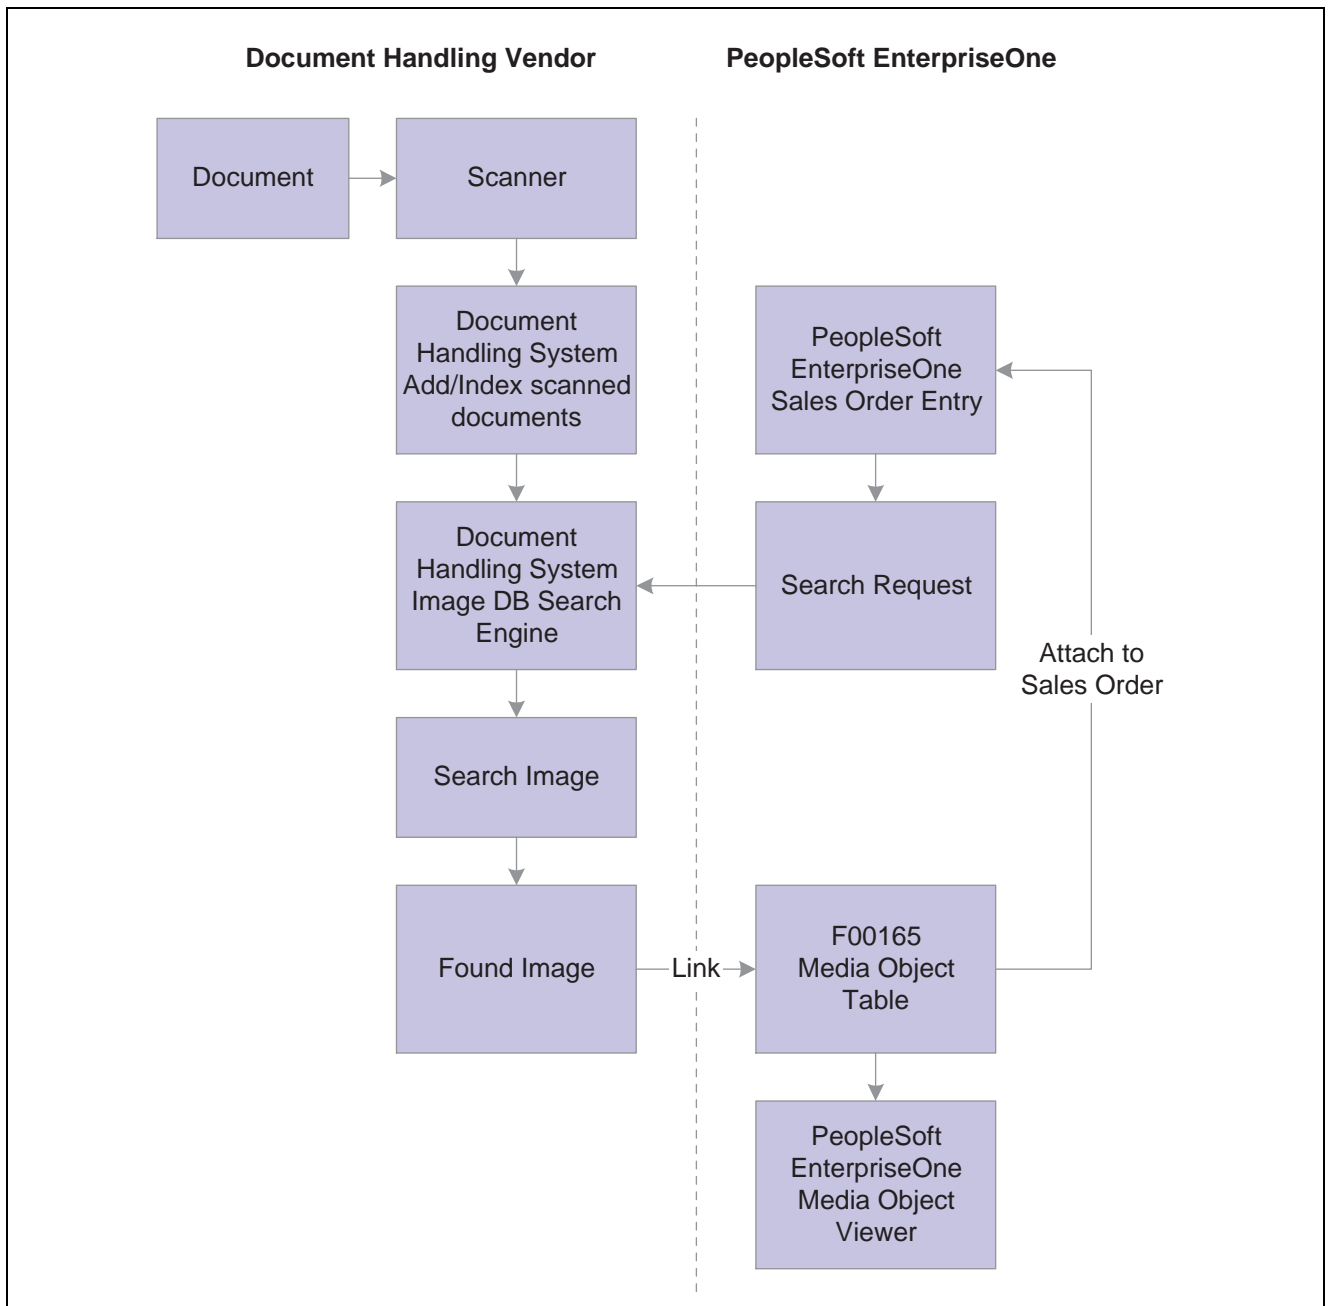 Document Handling Vendor
PeopleSoft EnterpriseOne
Document
Scanner
Document
Handling System
Add/Index scanned
documents
PeopleSoft
EnterpriseOne
Sales Order Entry
Document
Handling System
Image DB Search
Engine
Search Request
Attach to
Sales Order
Search Image
Found Image
Link
F00165
Media Object
Table
PeopleSoft
EnterpriseOne
Media Object
Viewer